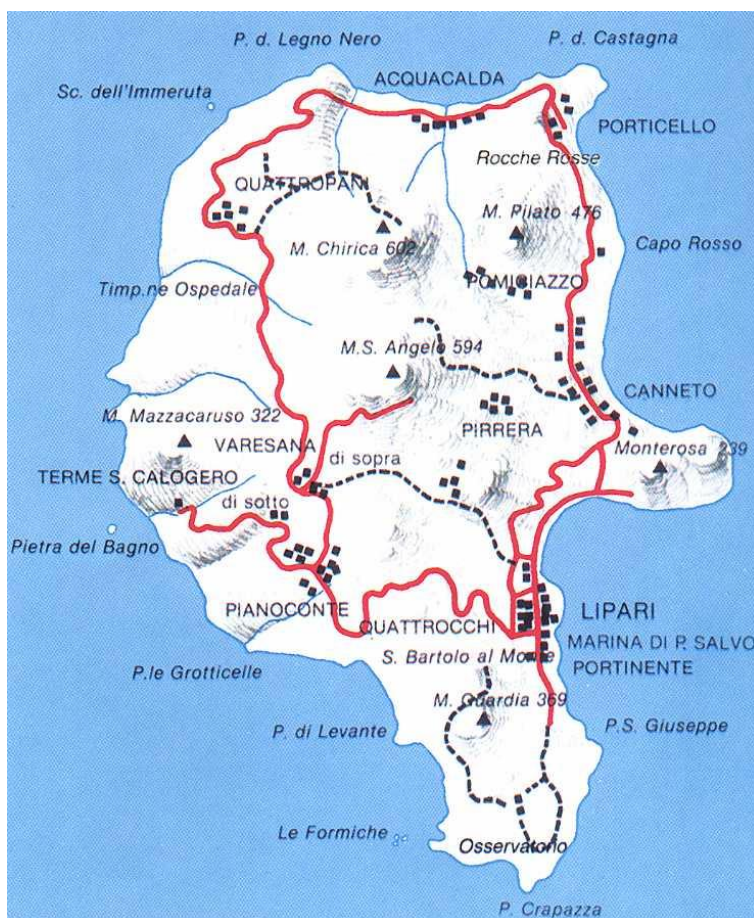 P. d. Legno Nero
P. d. Castagna
ACQUACALDA
Sc. dell'Immeruta
PORTICELLO
Rocche Rosse
QUATTROPANI
M. Pilato 476
M. Chirica 602
Capo Rosso
POMICIAZZO
Timp.ne Ospedale
M.S. Angelo 594
CANNETO
M. Mazzacaruso 322
PIRRERA
VARESANA
Monterosa 239
di sopra
TERME S. CALOGERO
di sotto
Pietra del Bagno
PIANOCONTE
LIPARI
QUATTROCCHI
MARINA DI P. SALVO
S. Bartolo al Monte
PORTINENTE
P.le Grotticelle
M. Guardia 369
P. di Levante
P.S. Giuseppe
Le Formiche
Osservatorio
P. Crapazza